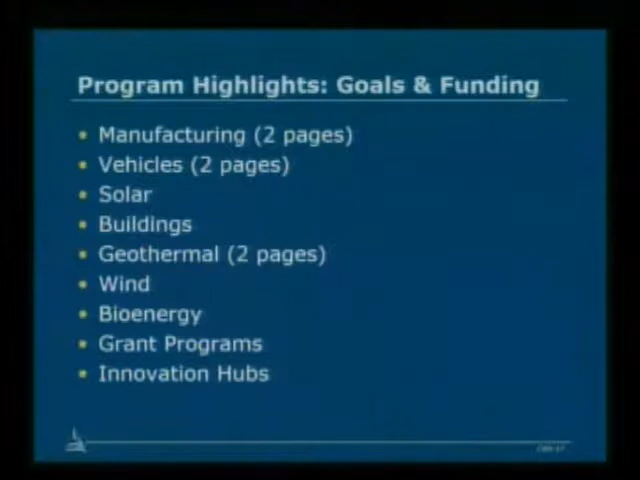 Program Highlights: Goals & Funding
• Manufacturing (2 pages)
• Vehicles (2 pages)
• Solar
• Buildings
• Geothermal (2 pages)
• Wind
• Bioenergy
• Grant Programs
• Innovation Hubs